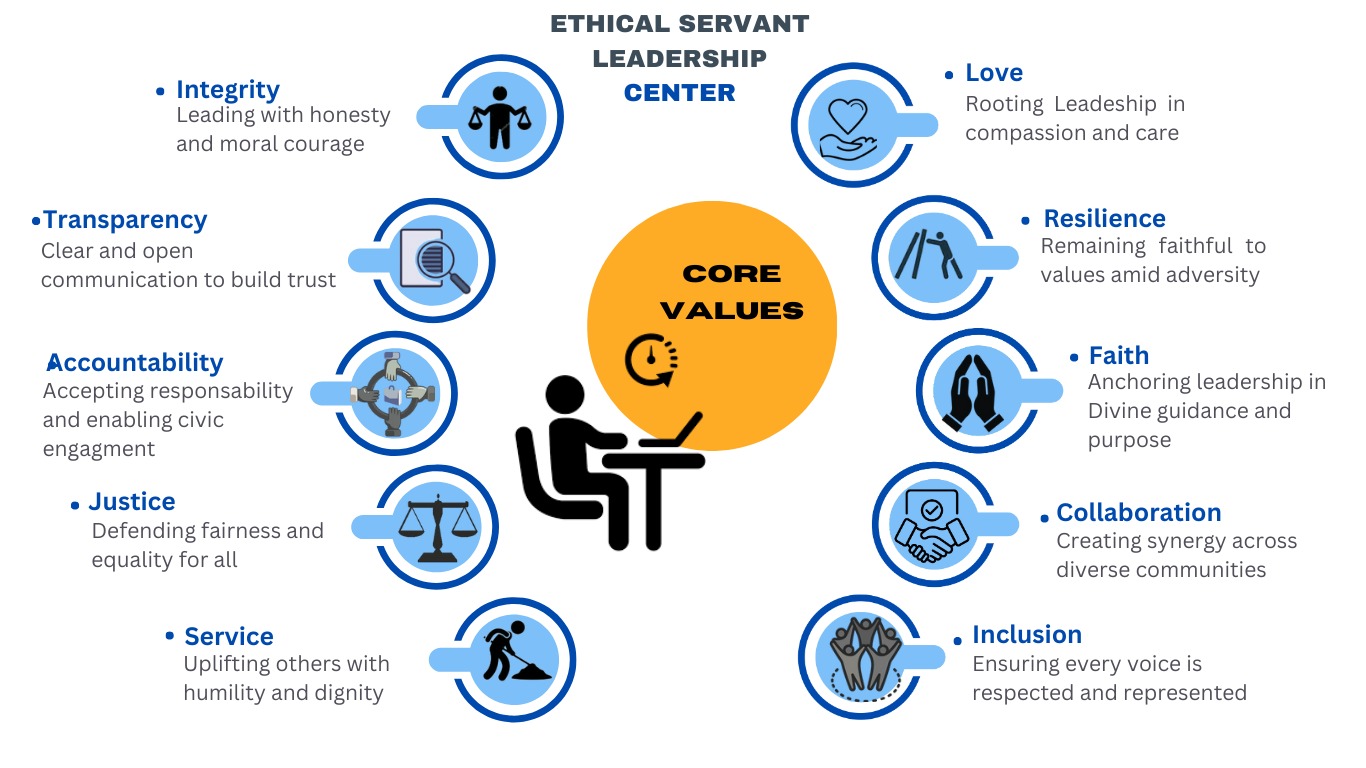 ETHICAL SERVANT
LEADERSHIP
CENTER
• Integrity
Leading with honesty
and moral courage
• Transparency
Clear and open
communication to build trust
• Accountability
Accepting responsability
and enabling civic
engagment
• Justice
Defending fairness and
equality for all
• Service
Uplifting others with
humility and dignity
CORE
VALUES
• Love
Rooting Leadeship in
compassion and care
• Resilience
Remaining faithful to
values amid adversity
• Faith
Anchoring leadership in
Divine guidance and
purpose
• Collaboration
Creating synergy across
diverse communities
• Inclusion
Ensuring every voice is
respected and represented